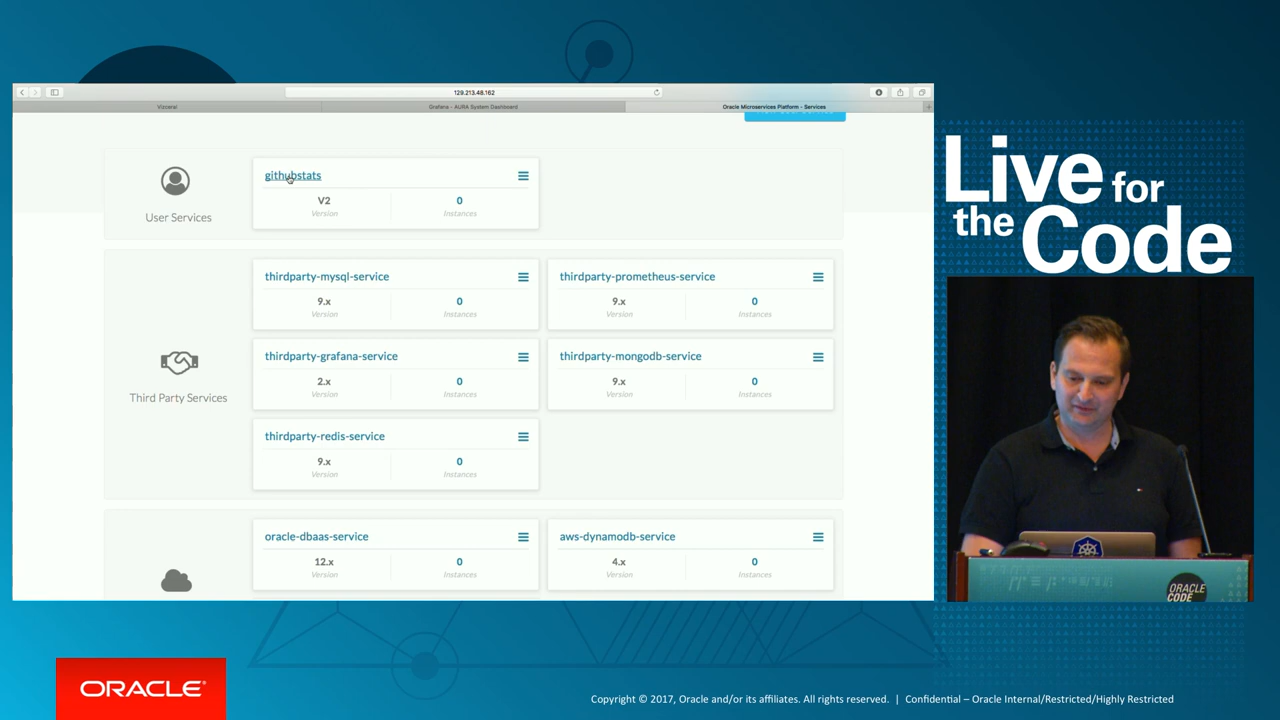 129.213.48.162
Vizceral
Grafana - AURA System Dashboard
Oracle Microservices Platform - Services
User Services
githubstats
V2
Version
0
Instances
Third Party Services
thirdparty-mysql-service
9.x
Version
0
Instances
thirdparty-prometheus-service
9.x
Version
0
Instances
thirdparty-grafana-service
2.x
Version
0
Instances
thirdparty-mongodb-service
9.x
Version
0
Instances
thirdparty-redis-service
9.x
Version
0
Instances
oracle-dbaas-service
12.x
Version
0
Instances
aws-dynamodb-service
4.x
Version
0
Instances
Live for
the Code
ORACLE
CODE
ORACLE®
Copyright © 2017, Oracle and/or its affiliates. All rights reserved. | Confidential – Oracle Internal/Restricted/Highly Restricted